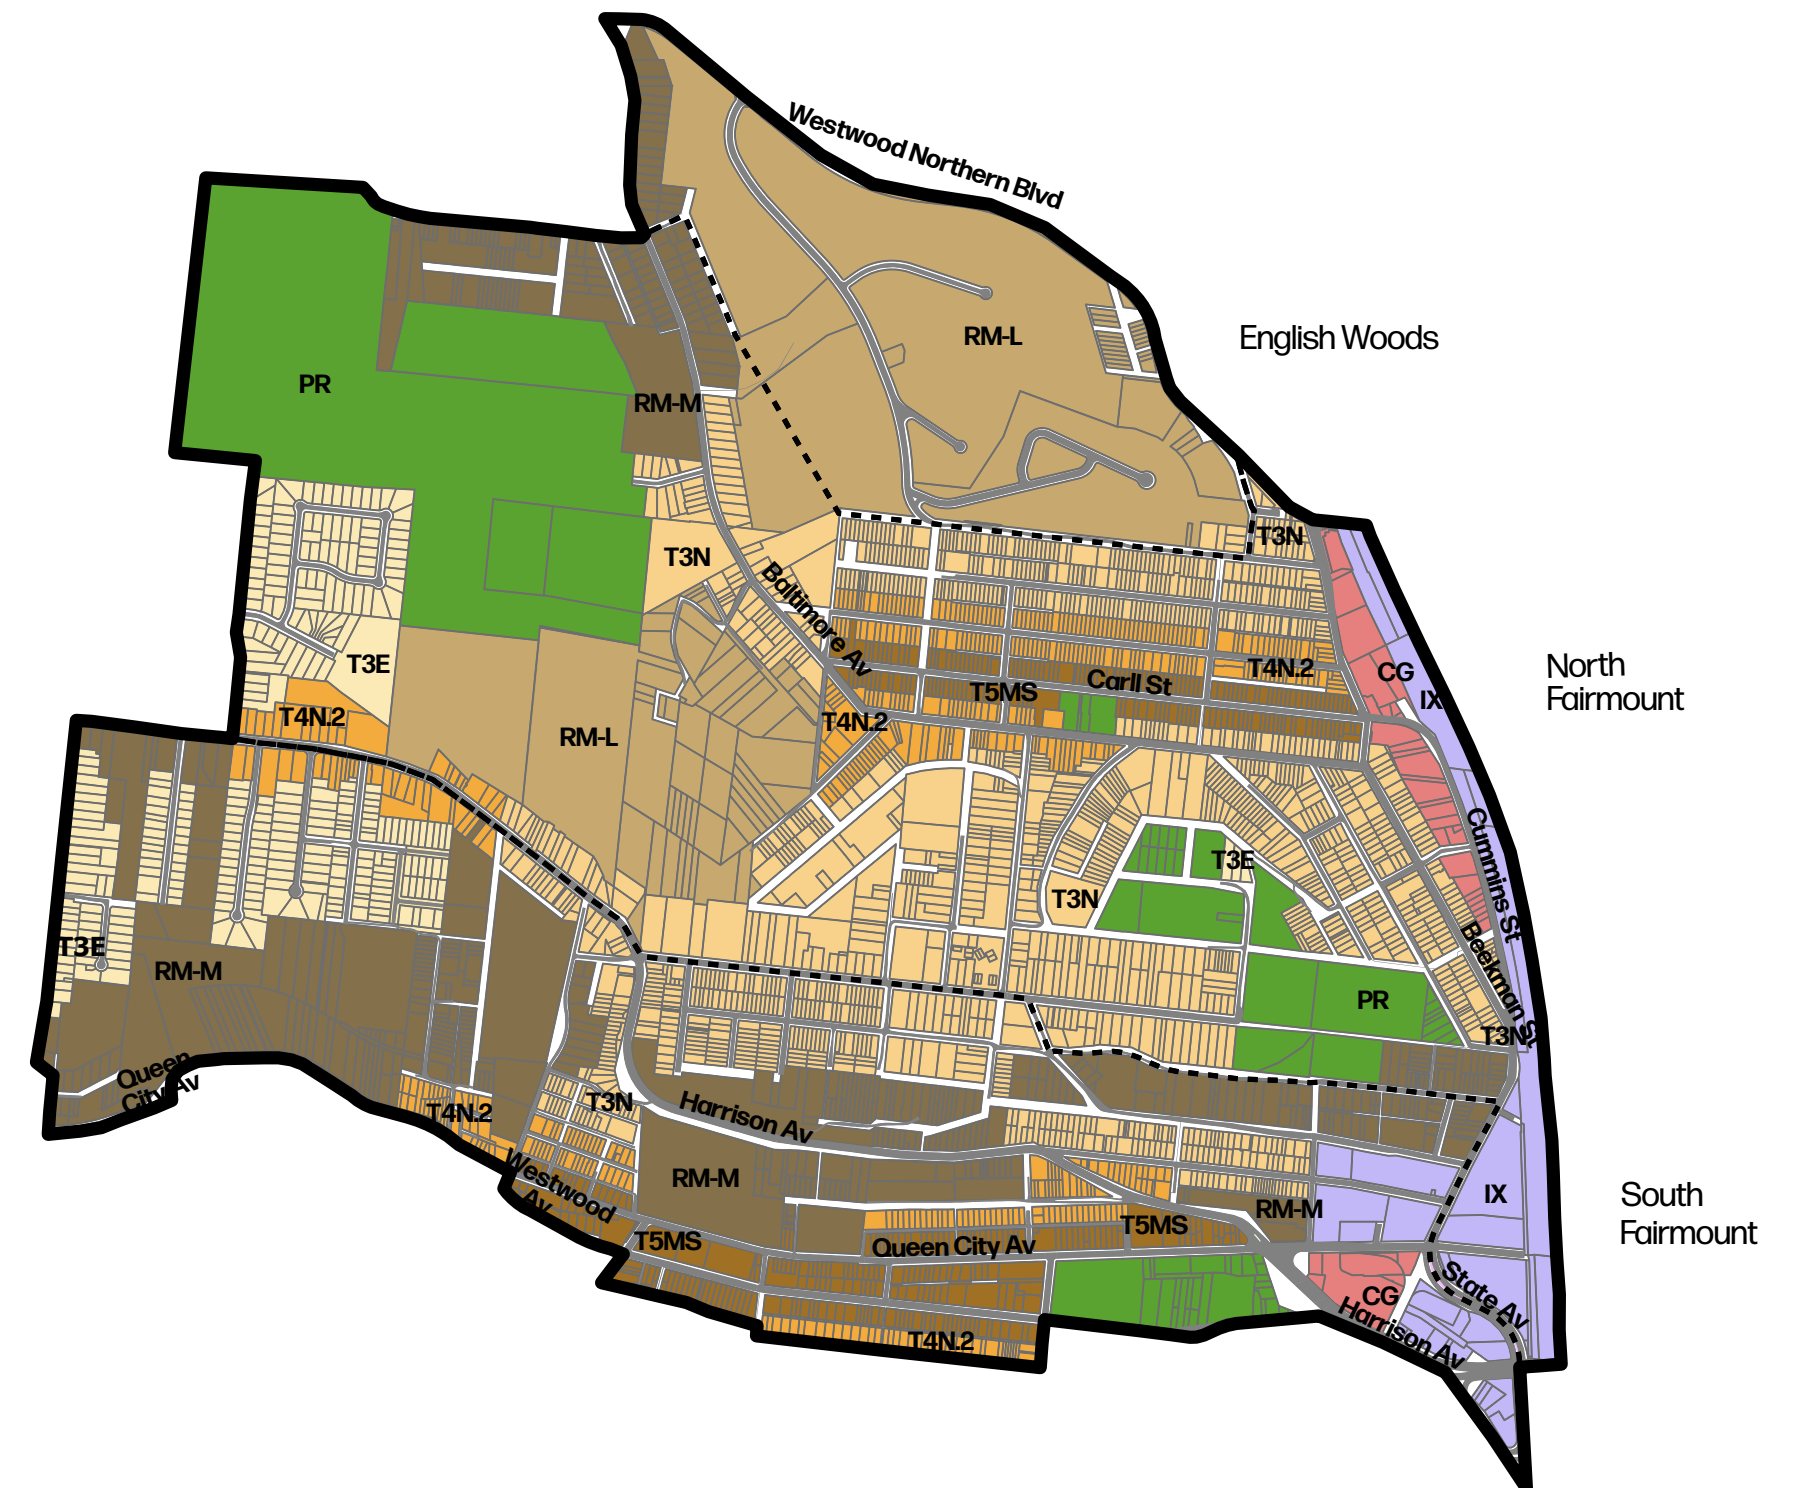 Westwood Northern Blvd
English Woods
RM-L
PR
RM-M
T3N
T3N
Baltimore Av
T3E
T4N.2
Carll St
CG
T5MS
IX
North
Fairmount
T4N.2
T4N.2
RM-L
Cummins St
T3E
T3N
Beekman St
T3E
RM-M
PR
T3N
Queen
City Av
T4N.2
T3N
Harrison Av
Westwood
Av
RM-M
IX
South
Fairmount
RM-M
T5MS
T5MS
Queen City Av
State Av
CG
Harrison Av
T4N.2